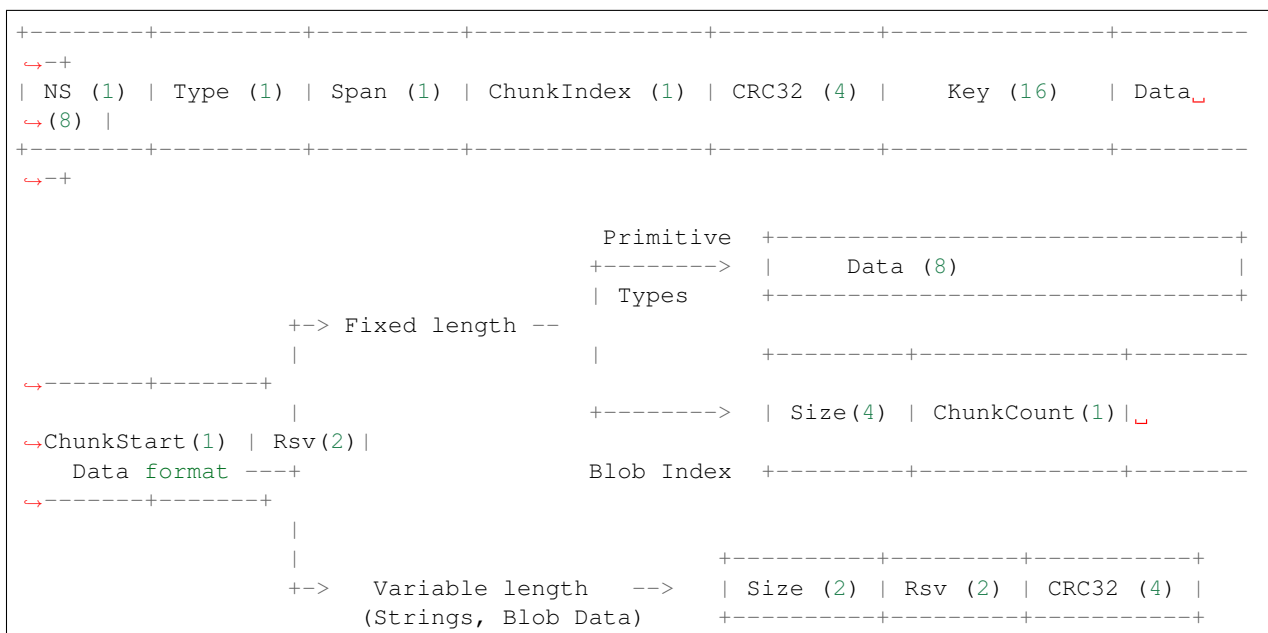 +--------+----------+----------+----------------+-----------+---------------+---------
↪-+
| NS (1) | Type (1) | Span (1) | ChunkIndex (1) | CRC32 (4) |    Key (16)   | Data␣
↪(8) |
+--------+----------+----------+----------------+-----------+---------------+---------
↪-+

                                       Primitive  +--------------------------------+
                                      +-------->  |     Data (8)                   |
                                      | Types     +--------------------------------+
                  +-> Fixed length --
                  |                   |           +---------+--------------+--------
↪-------+-------+
                  |                   +-------->  | Size(4) | ChunkCount(1)|␣
↪ChunkStart(1) | Rsv(2)|
   Data format ---+                   Blob Index  +---------+--------------+--------
↪-------+-------+
                  |
                  |                            +----------+---------+-----------+
                  +->   Variable length   -->  | Size (2) | Rsv (2) | CRC32 (4) |
                       (Strings, Blob Data)    +----------+---------+-----------+